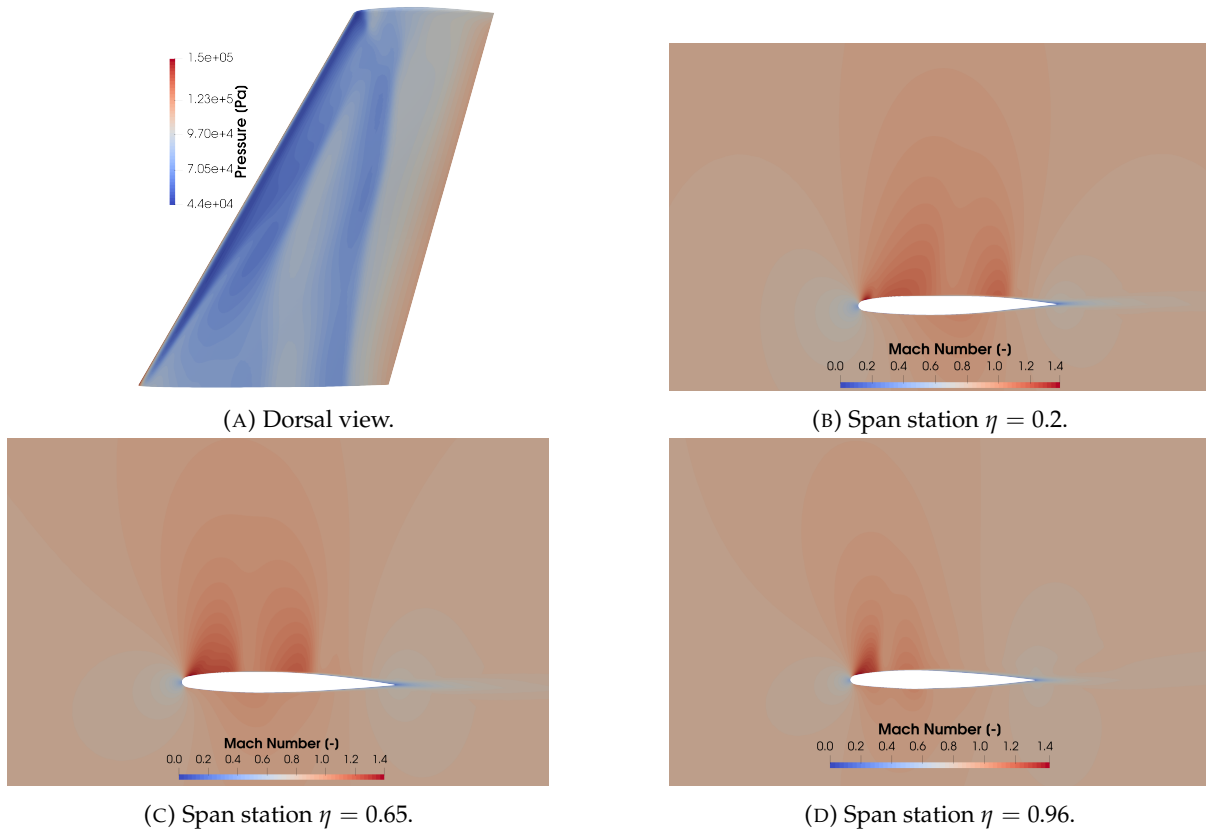 1.5e+05
1.23e+5
9.70e+4
7.05e+4
4.4e+04
Pressure (Pa)
(A) Dorsal view.
Mach Number (-)
0.0 0.2 0.4 0.6 0.8 1.0 1.2 1.4
(B) Span station η = 0.2.
Mach Number (-)
0.0 0.2 0.4 0.6 0.8 1.0 1.2 1.4
(C) Span station η = 0.65.
Mach Number (-)
0.0 0.2 0.4 0.6 0.8 1.0 1.2 1.4
(D) Span station η = 0.96.